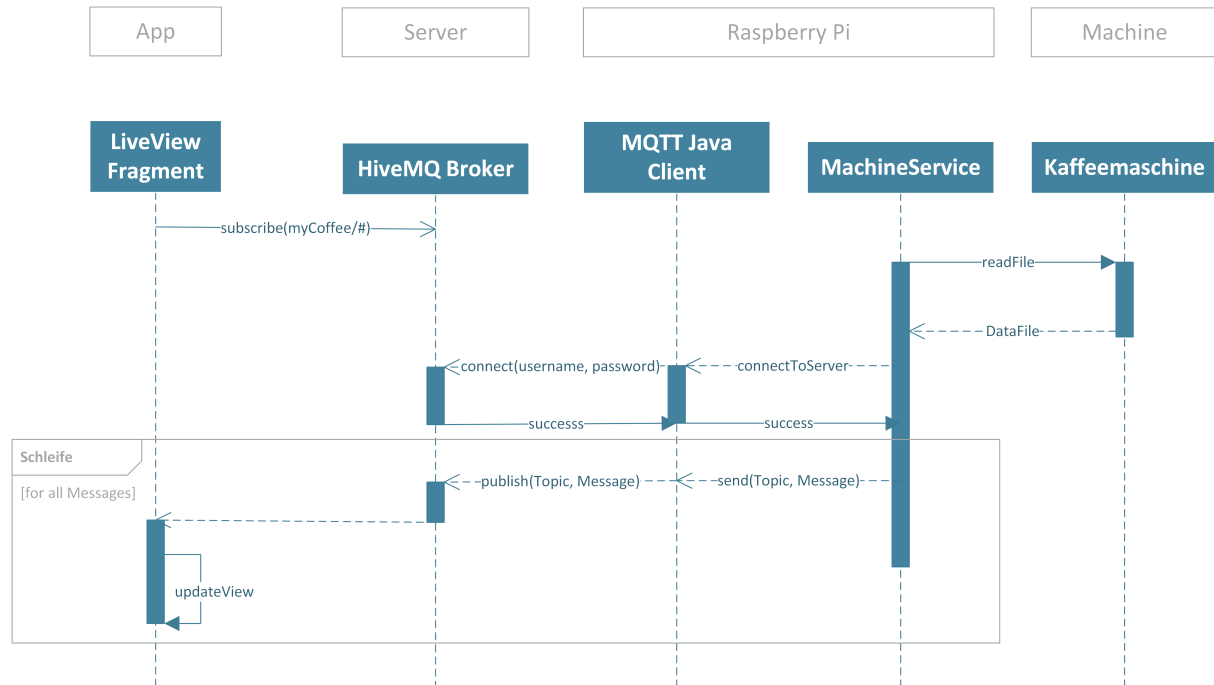 App
Server
Raspberry Pi
Machine
LiveView
Fragment
HiveMQ Broker
MQTT Java
Client
MachineService
Kaffeemaschine
subscribe(myCoffee/#)
readFile
DataFile
connect(username, password)
connectToServer
successs
success
Schleife
[for all Messages]
publish(Topic, Message)
send(Topic, Message)
updateView